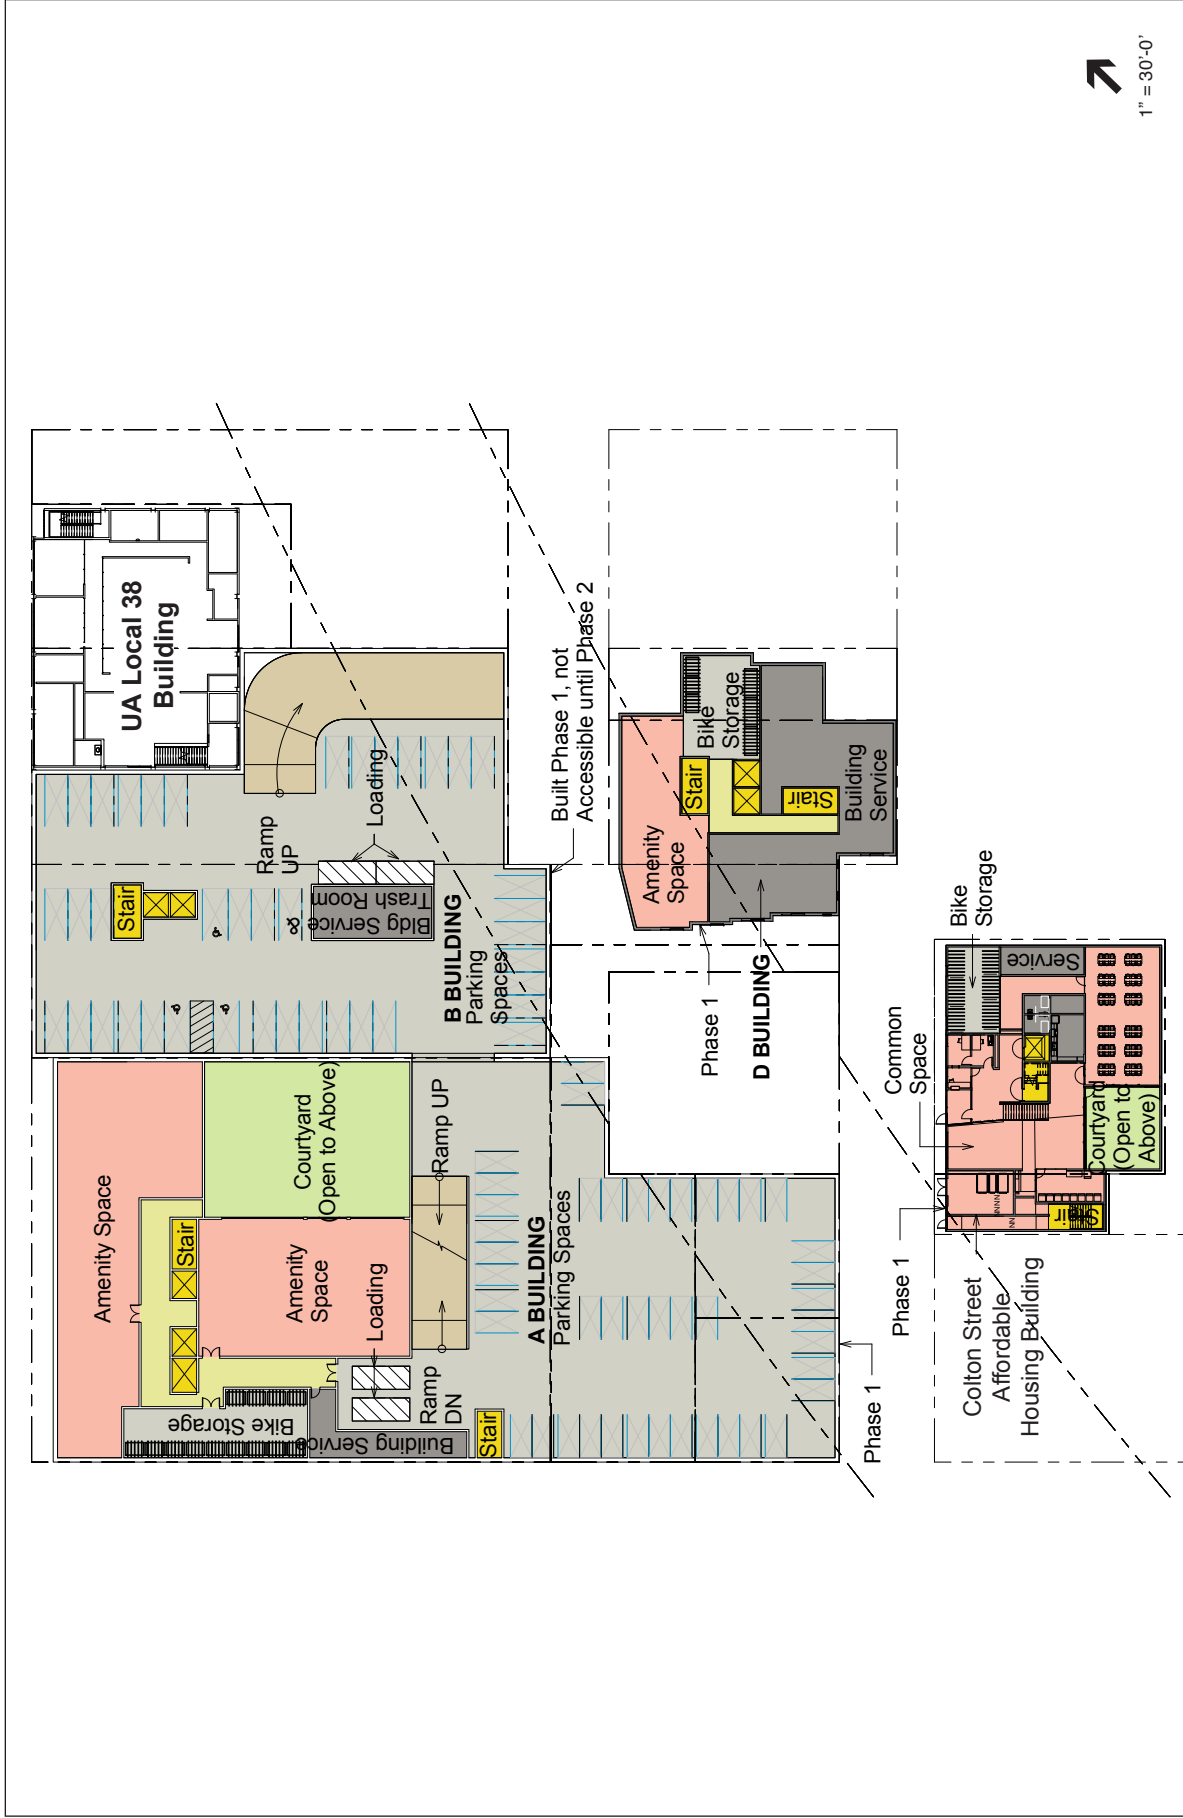 UA Local 38
Building
Ramp
UP
Loading
Stair
Bldg Service
Trash Room
B BUILDING
Parking
Spaces
Built Phase 1, not
Accessible until Phase 2
Amenity Space
Courtyard
(Open to Above)
Stair
Amenity
Space
Loading
Ramp UP
Ramp
DN
Bike Storage
Building Service
Stair
A BUILDING
Parking Spaces
Phase 1
Amenity
Space
Stair
Bike
Storage
Stair
Building
Service
Phase 1
D BUILDING
Bike
Storage
Service
Common
Space
Courtyard
(Open to
Above)
Stair
Phase 1
Colton Street
Affordable
Housing Building
1" = 30'-0'